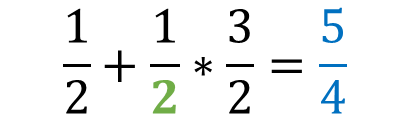 1/2 + 1/2 * 3/2 = 5/4